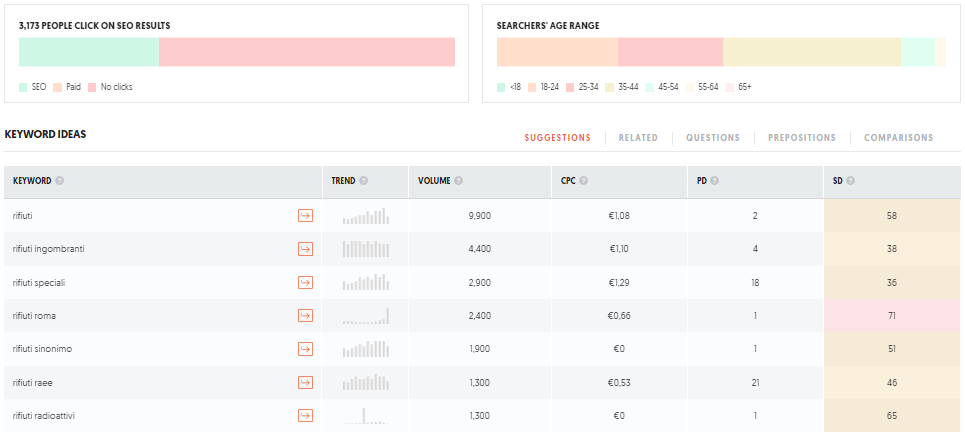 3,173 PEOPLE CLICK ON SEO RESULTS
SEO Paid No clicks
SEARCHERS' AGE RANGE
<18 18-24 25-34 35-44 45-54 55-64 65+
KEYWORD IDEAS
SUGGESTIONS RELATED QUESTIONS PREPOSITIONS COMPARISONS
KEYWORD ? TREND ? VOLUME ? CPC ? PD ? SD ?
rifiuti 9,900 €1,08 2 58
rifiuti ingombranti 4,400 €1,10 4 38
rifiuti speciali 2,900 €1,29 18 36
rifiuti roma 2,400 €0,66 1 71
rifiuti sinonimo 1,900 €0 1 51
rifiuti raee 1,300 €0,53 21 46
rifiuti radioattivi 1,300 €0 1 65